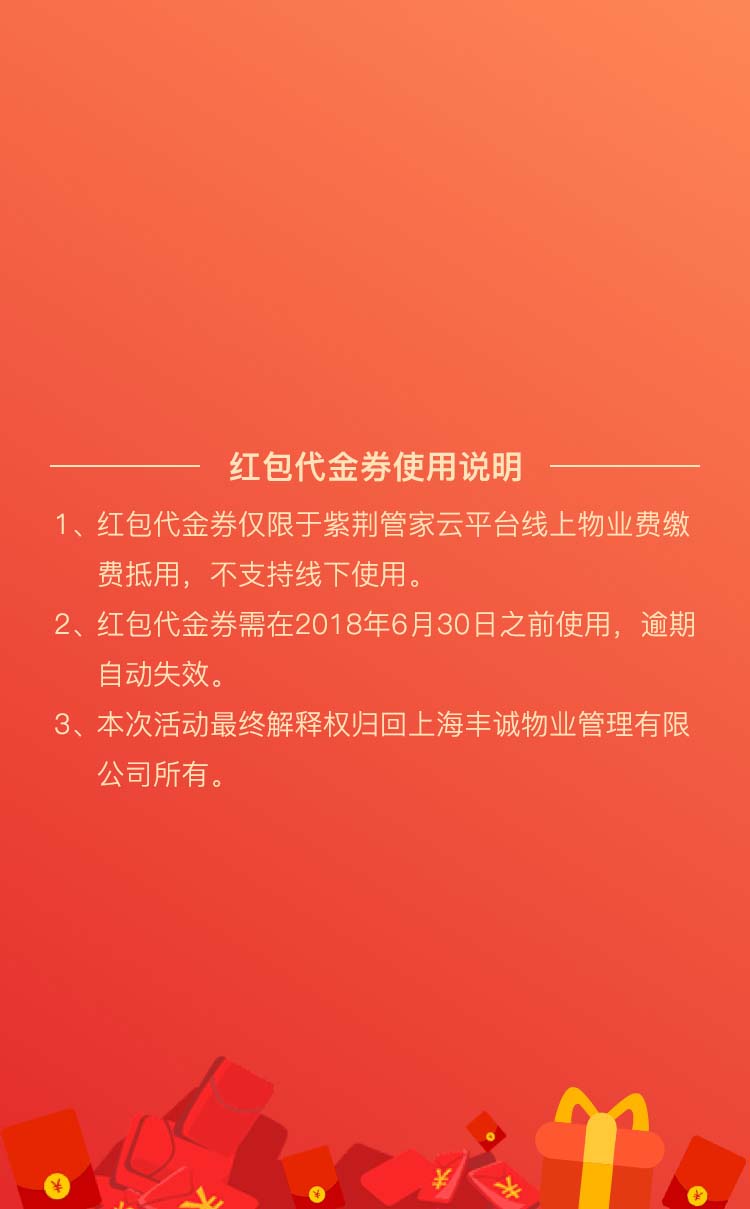 红包代金券使用说明
1、红包代金券仅限于紫荆管家云平台线上物业费缴
费抵用，不支持线下使用。
2、红包代金券需在2018年6月30日之前使用，逾期
自动失效。
3、本次活动最终解释权归回上海丰诚物业管理有限
公司所有。